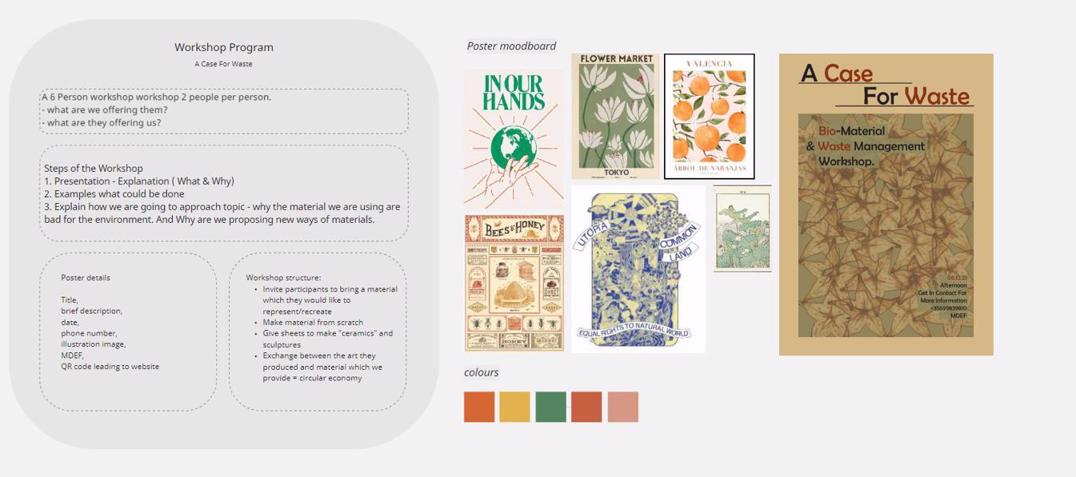 Workshop Program
A Case For Waste
A 6 Person workshop workshop 2 people per person.
- what are we offering them?
- what are they offering us?
Steps of the Workshop
1. Presentation - Explanation ( What & Why)
2. Examples what could be done
3. Explain how we are going to approach topic - why the material we are using are
bad for the environment. And Why are we proposing new ways of materials.
Poster details
Title,
brief description,
date,
phone number,
illustration image,
MDEF,
QR code leading to website
Workshop structure:
• Invite participants to bring a material
which they would like to
represent/recreate
• Make material from scratch
• Give sheets to make "ceramics" and
sculptures
• Exchange between the art they
produced and material which we
provide = circular economy
Poster moodboard
IN OUR
HANDS
FLOWER MARKET
TOKYO
VALENCIA
ÁRBOL DE NARANJAS
BEES & HONEY
HONEY
UTOPIA
COMMON
LAND
EQUAL RIGHTS TO NATURAL WORLD
colours
A Case
For Waste
Bio-Material
& Waste Management
Workshop.
Afternoon
Get In Contact For
More Information
MDEF